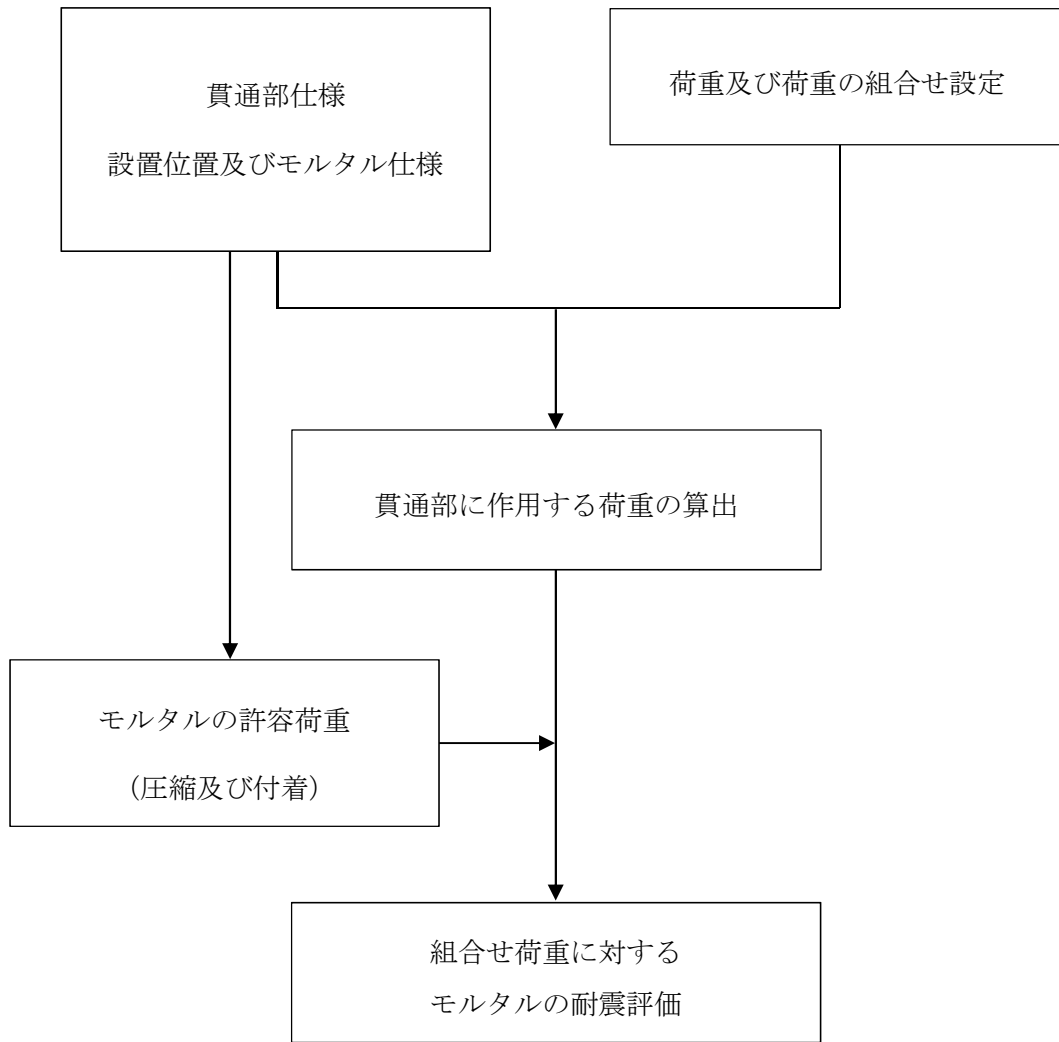 貫通部仕様
設置位置及びモルタル仕様
荷重及び荷重の組合せ設定
貫通部に作用する荷重の算出
モルタルの許容荷重
（圧縮及び付着）
組合せ荷重に対する
モルタルの耐震評価